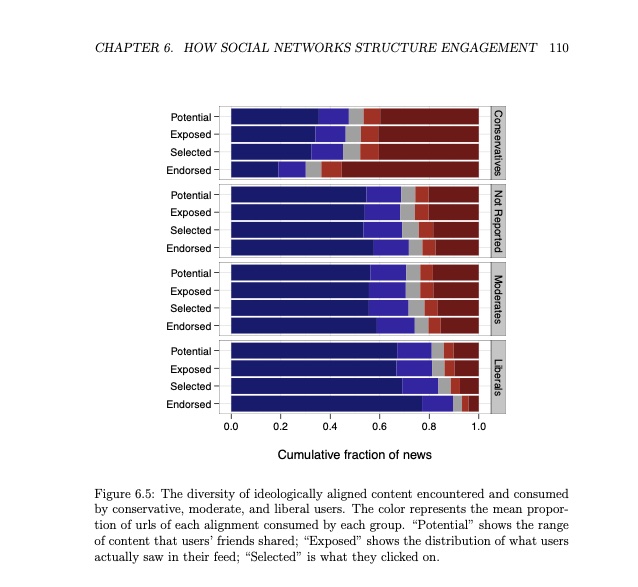 CHAPTER 6. HOW SOCIAL NETWORKS STRUCTURE ENGAGEMENT 110
Potential
Exposed
Selected
Endorsed
Conservatives
Potential
Exposed
Selected
Endorsed
Not Reported
Potential
Exposed
Selected
Endorsed
Moderates
Potential
Exposed
Selected
Endorsed
Liberals
0.0 0.2 0.4 0.6 0.8 1.0
Cumulative fraction of news
Figure 6.5: The diversity of ideologically aligned content encountered and consumed
by conservative, moderate, and liberal users. The color represents the mean propor-
tion of urls of each alignment consumed by each group. “Potential” shows the range
of content that users’ friends shared; “Exposed” shows the distribution of what users
actually saw in their feed; “Selected” is what they clicked on.